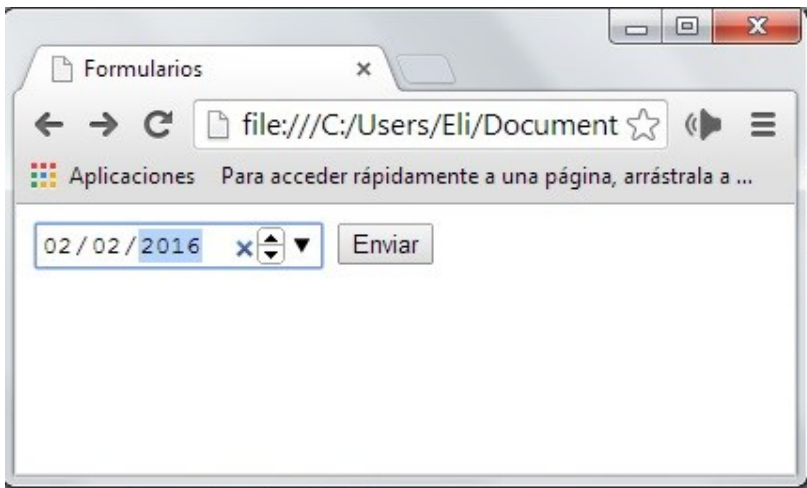 Formularios
file:///C:/Users/Eli/Document
Aplicaciones Para acceder rápidamente a una página, arrástrala a ...
02/02/2016 Enviar